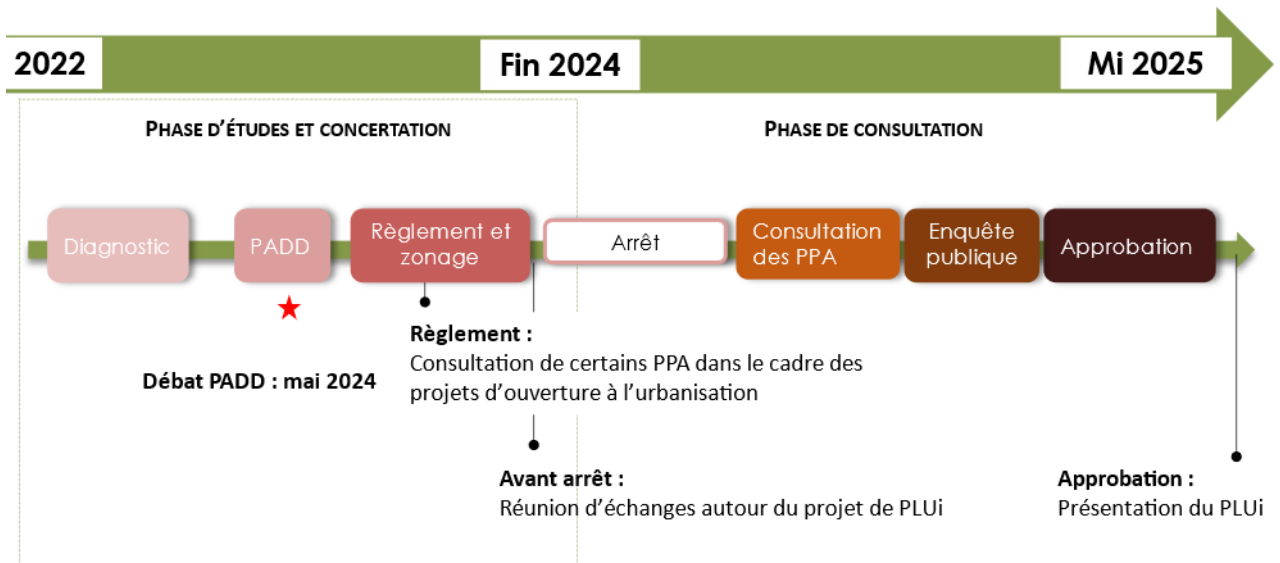 2022
Fin 2024
Mi 2025
PHASE D'ÉTUDES ET CONCERTATION
PHASE DE CONSULTATION
Diagnostic
PADD
Règlement et
zonage
Arrêt
Consultation
des PPA
Enquête
publique
Approbation
Débat PADD : mai 2024
Règlement :
Consultation de certains PPA dans le cadre des
projets d'ouverture à l'urbanisation
Avant arrêt :
Réunion d'échanges autour du projet de PLUi
Approbation :
Présentation du PLUi